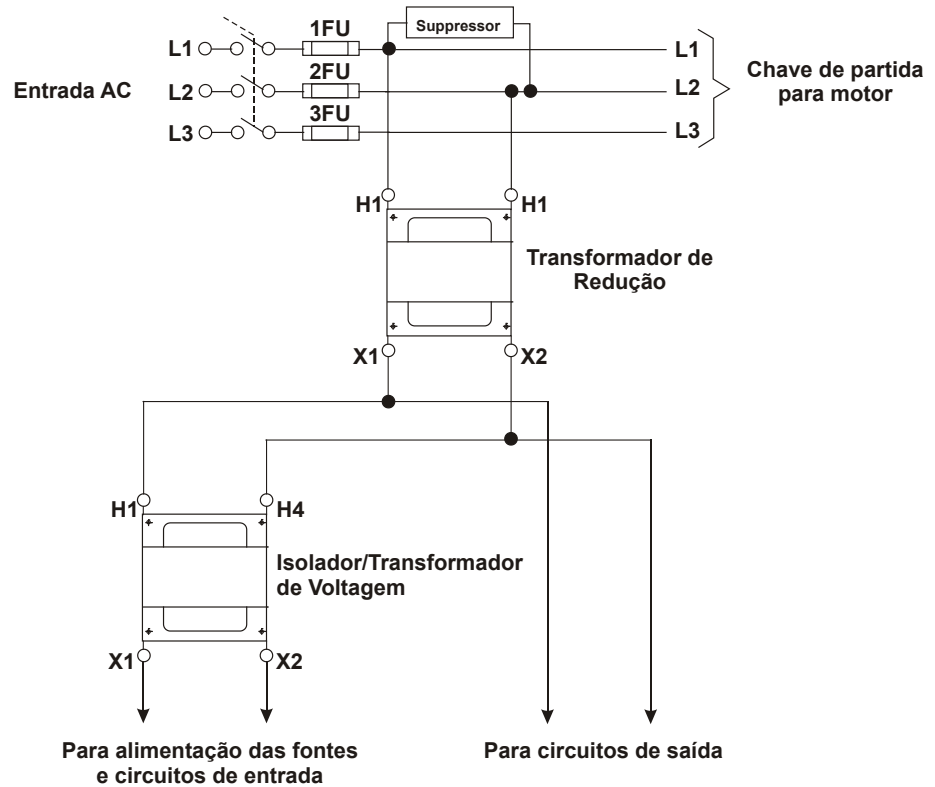 Suppressor
1FU
L1
L1
2FU
Entrada AC
L2
L2
Chave de partida
para motor
3FU
L3
L3
H1
H1
Transformador de
Redução
X1
X2
H1
H4
Isolador/Transformador
de Voltagem
X1
X2
Para alimentação das fontes
e circuitos de entrada
Para circuitos de saída